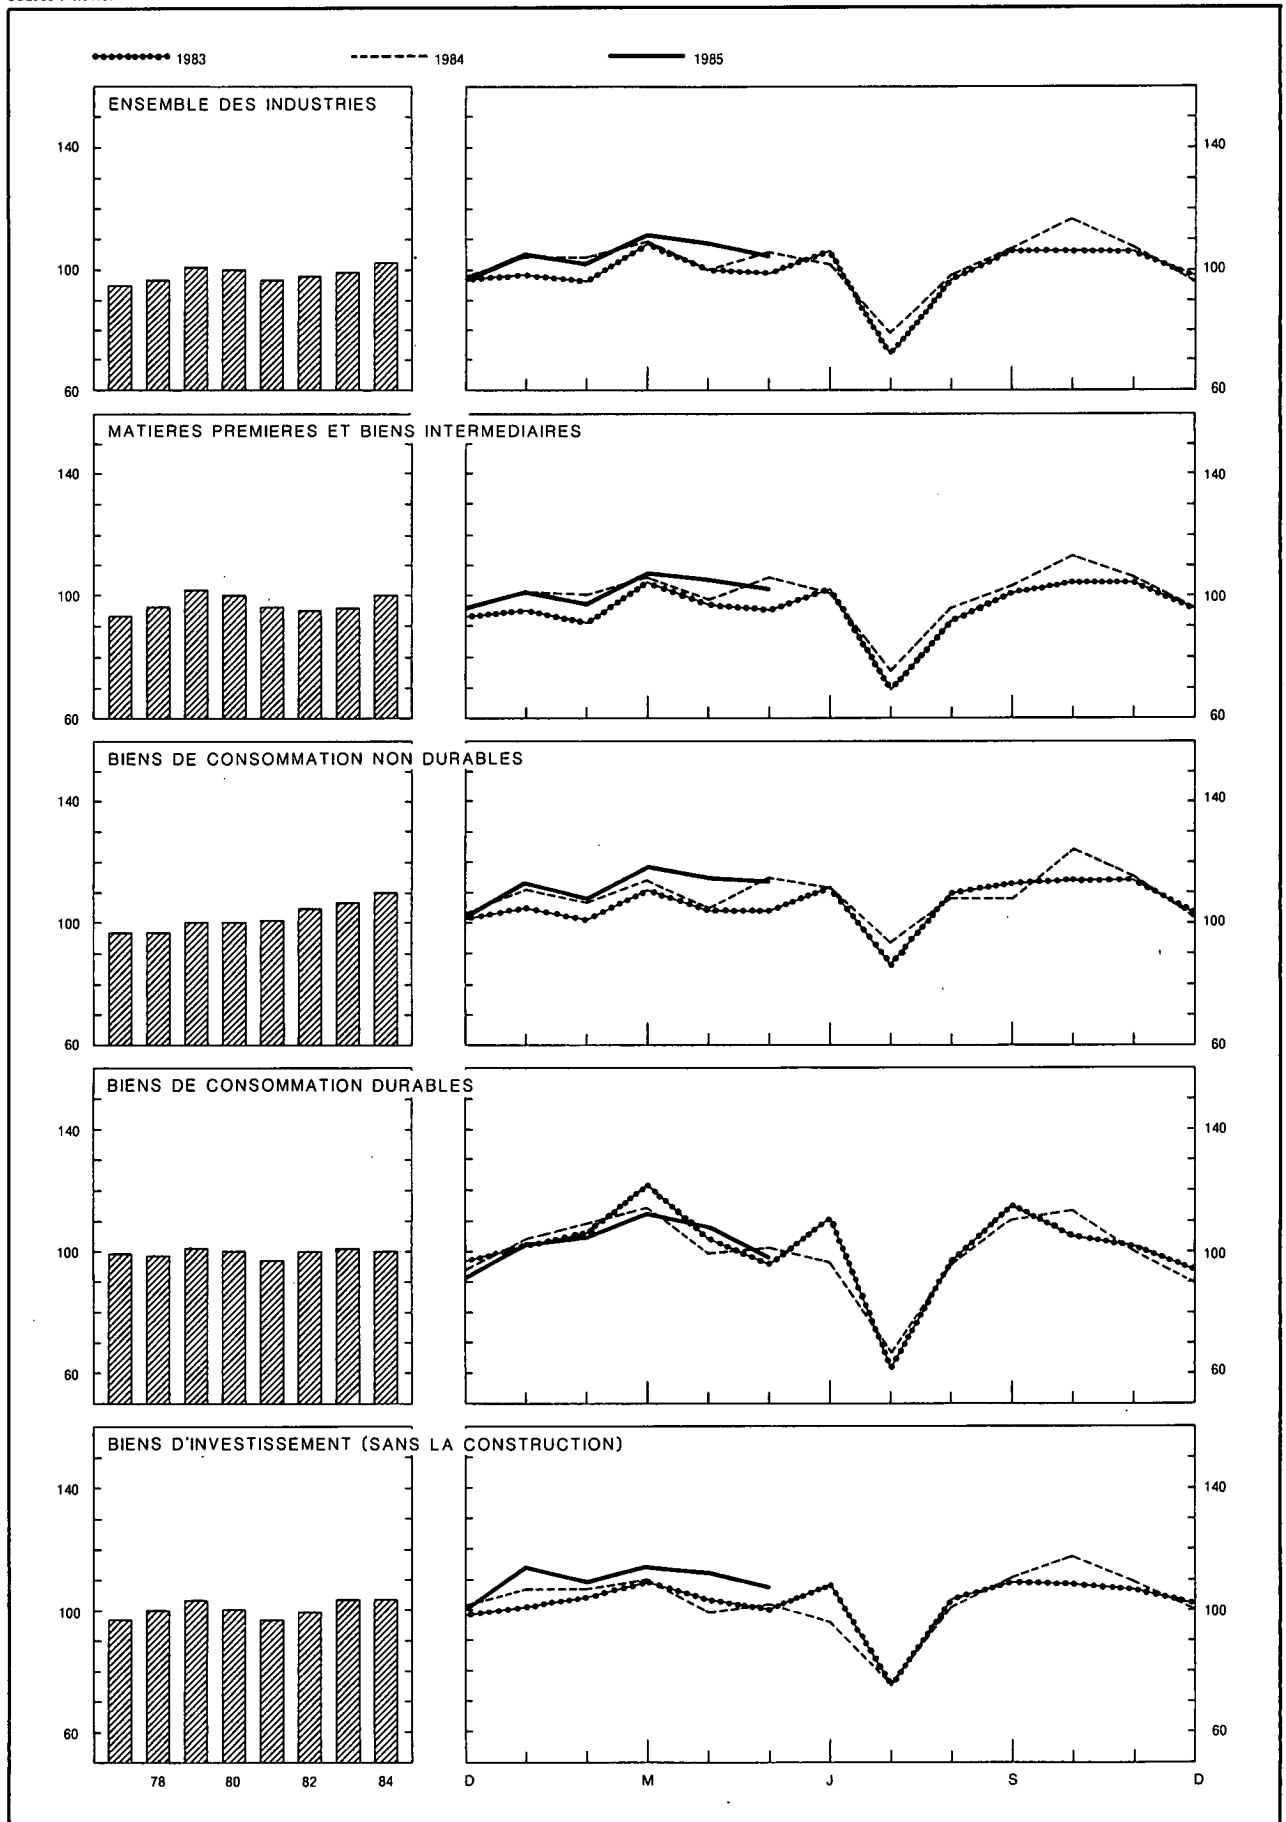 1983 1984 1985
ENSEMBLE DES INDUSTRIES
140 140
100 100
60 60
MATIERES PREMIERES ET BIENS INTERMEDIAIRES
140 140
100 100
60 60
BIENS DE CONSOMMATION NON DURABLES
140 140
100 100
60 60
BIENS DE CONSOMMATION DURABLES
140 140
100 100
60 60
BIENS D'INVESTISSEMENT (SANS LA CONSTRUCTION)
140 140
100 100
60 60
78 80 82 84 D M J S D